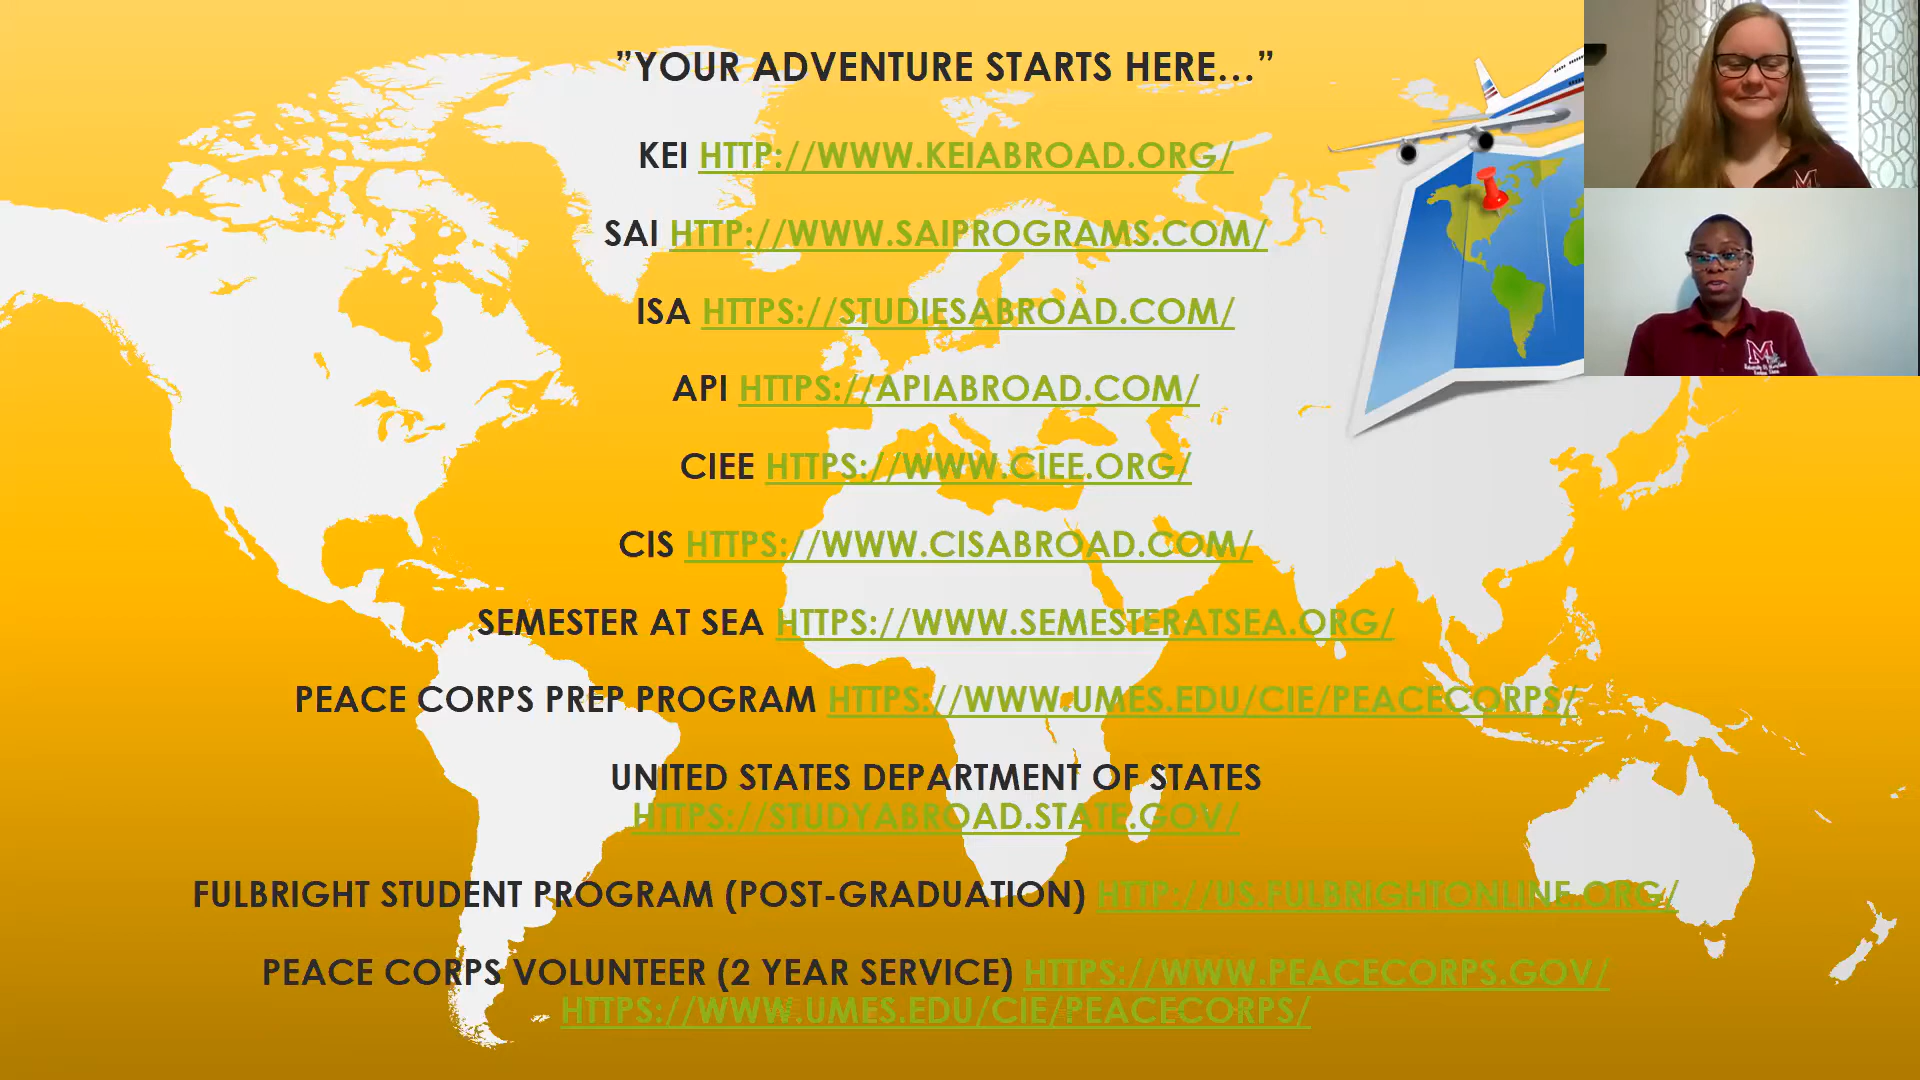 ”YOUR ADVENTURE STARTS HERE…”
KEI HTTP://WWW.KEIABROAD.ORG/
SAI HTTP://WWW.SAIPROGRAMS.COM/
ISA HTTPS://STUDIESABROAD.COM/
API HTTPS://APIABROAD.COM/
CIEE HTTPS://WWW.CIEE.ORG/
CIS HTTPS://WWW.CISABROAD.COM/
SEMESTER AT SEA HTTPS://WWW.SEMESTERATSEA.ORG/
PEACE CORPS PREP PROGRAM HTTPS://WWW.UMES.EDU/CIE/PEACECORPS/
UNITED STATES DEPARTMENT OF STATES
HTTPS://STUDYABROAD.STATE.GOV/
FULBRIGHT STUDENT PROGRAM (POST-GRADUATION) HTTP://US.FULBRIGHTONLINE.ORG/
PEACE CORPS VOLUNTEER (2 YEAR SERVICE) HTTPS://WWW.PEACECORPS.GOV/
HTTPS://WWW.UMES.EDU/CIE/PEACECORPS/
M
M